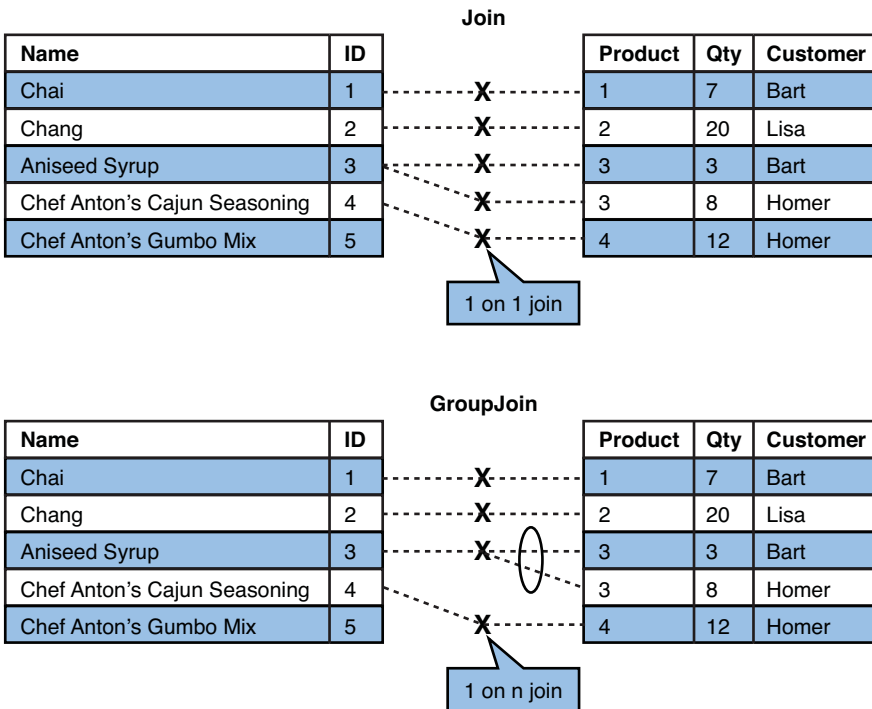 Join
Name ID Product Qty Customer
Chai 1 X 1 7 Bart
Chang 2 X 2 20 Lisa
Aniseed Syrup 3 X 3 3 Bart
Chef Anton's Cajun Seasoning 4 X 3 8 Homer
Chef Anton's Gumbo Mix 5 X 4 12 Homer
1 on 1 join
GroupJoin
Name ID Product Qty Customer
Chai 1 X 1 7 Bart
Chang 2 X 2 20 Lisa
Aniseed Syrup 3 X 3 3 Bart
Chef Anton's Cajun Seasoning 4 3 8 Homer
Chef Anton's Gumbo Mix 5 X 4 12 Homer
1 on n join